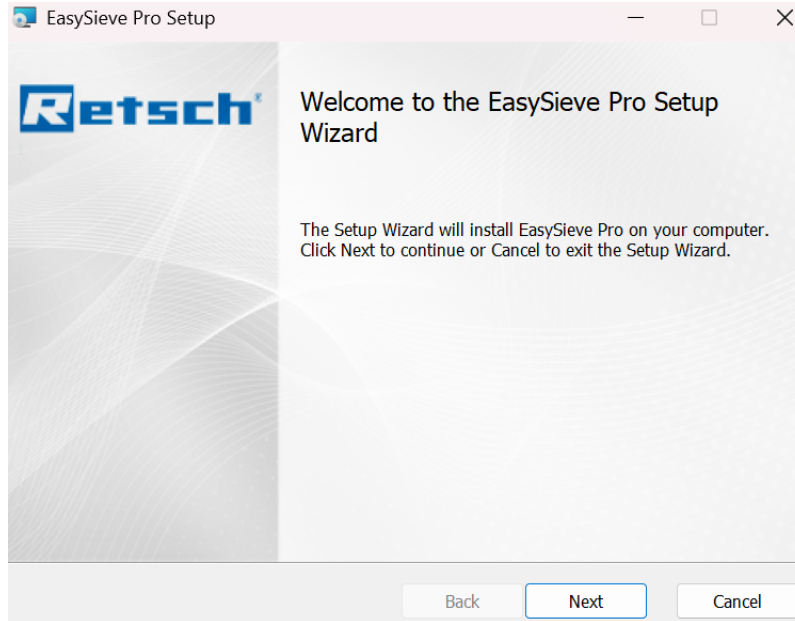 EasySieve Pro Setup
Retsch®
Welcome to the EasySieve Pro Setup
Wizard
The Setup Wizard will install EasySieve Pro on your computer.
Click Next to continue or Cancel to exit the Setup Wizard.
Back
Next
Cancel